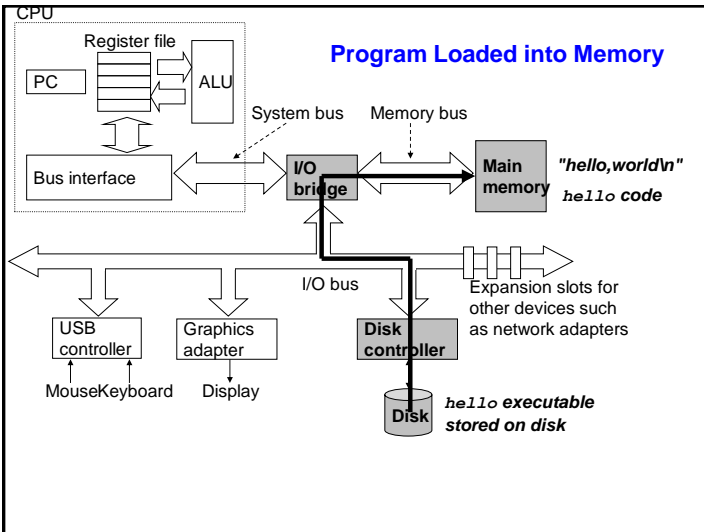 CPU
Register file
Program Loaded into Memory
PC
ALU
System bus
Memory bus
Bus interface
I/O
bridge
Main
memory
"hello,world\n"
hello code
I/O bus
Expansion slots for
other devices such
as network adapters
USB
controller
Graphics
adapter
Disk
controller
MouseKeyboard
Display
Disk
hello executable
stored on disk